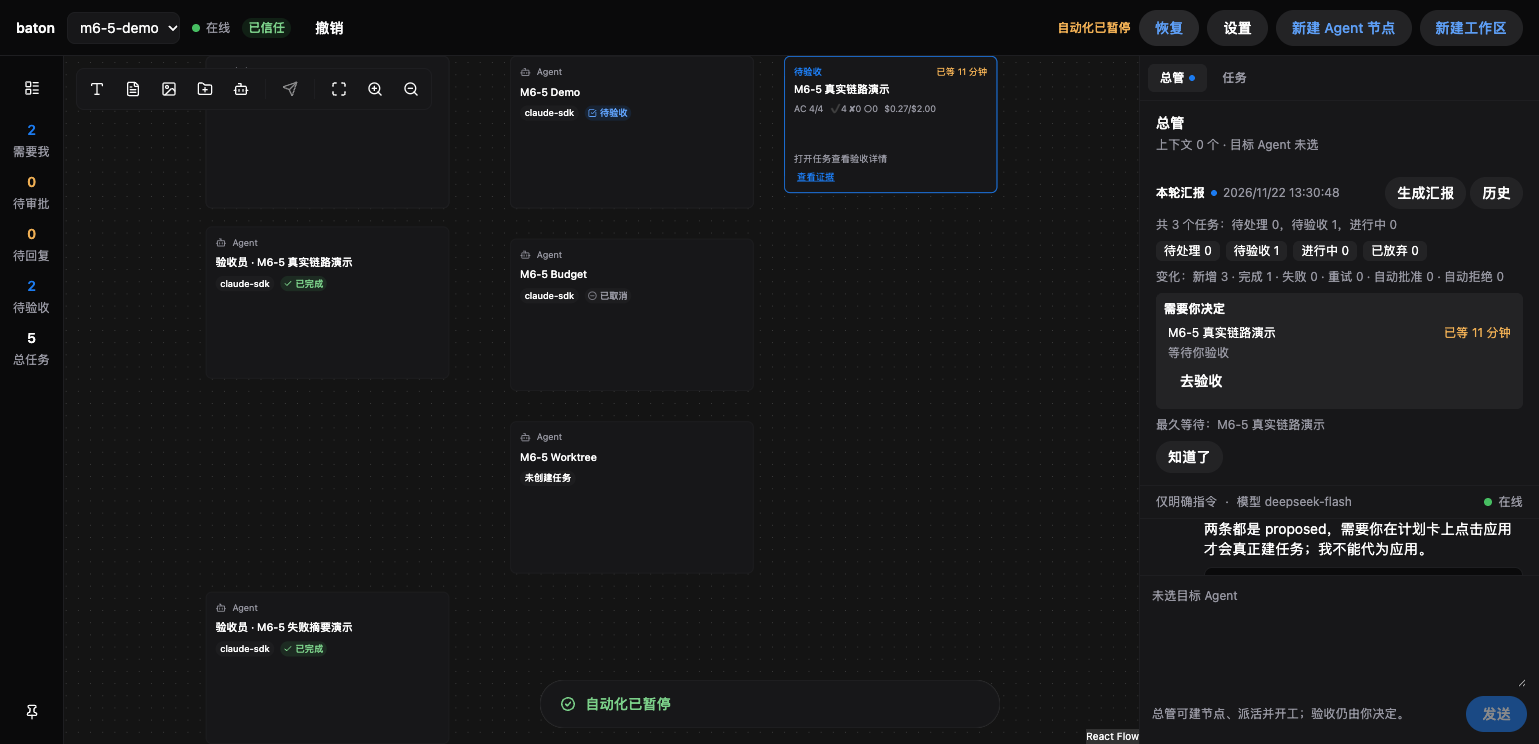 baton
m6-5-demo
在线
已信任
撤销
自动化已暂停
恢复
设置
新建 Agent 节点
新建工作区
2
需要我
0
待审批
0
待回复
2
待验收
5
总任务
Agent
M6-5 Demo
claude-sdk
待验收
待验收
已等 11 分钟
M6-5 真实链路演示
AC 4/4 ✓4 ✘0 ○0 $0.27/$2.00
打开任务查看验收详情
查看证据
Agent
验收员 · M6-5 真实链路演示
claude-sdk
已完成
Agent
M6-5 Budget
claude-sdk
已取消
Agent
M6-5 Worktree
未创建任务
Agent
验收员 · M6-5 失败摘要演示
claude-sdk
已完成
自动化已暂停
React Flow
总管
任务
总管
上下文 0 个 · 目标 Agent 未选
本轮汇报
2026/11/22 13:30:48
生成汇报
历史
共 3 个任务：待处理 0，待验收 1，进行中 0
待处理 0
待验收 1
进行中 0
已放弃 0
变化：新增 3 · 完成 1 · 失败 0 · 重试 0 · 自动批准 0 · 自动拒绝 0
需要你决定
M6-5 真实链路演示
已等 11 分钟
等待你验收
去验收
最久等待：M6-5 真实链路演示
知道了
仅明确指令 · 模型 deepseek-flash
在线
两条都是 proposed，需要你在计划卡上点击应用
才会真正建任务；我不能代为应用。
未选目标 Agent
总管可建节点、派活并开工；验收仍由你决定。
发送